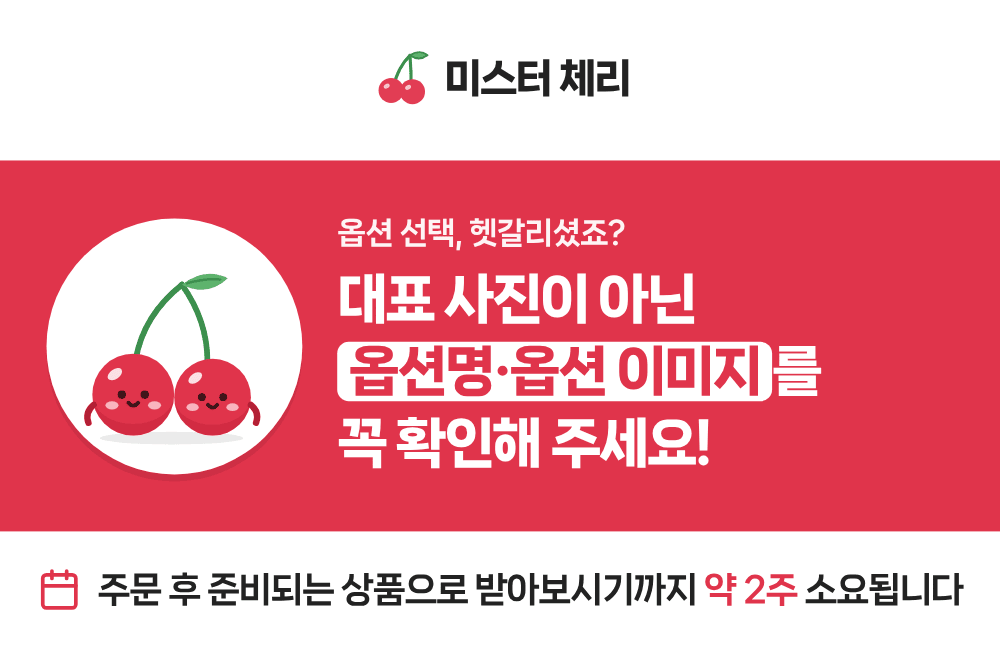 미스터 체리
옵션 선택, 헷갈리셨죠?
대표 사진이 아닌
옵션명·옵션 이미지를
꼭 확인해 주세요!
주문 후 준비되는 상품으로 받아보시기까지 약 2주 소요됩니다